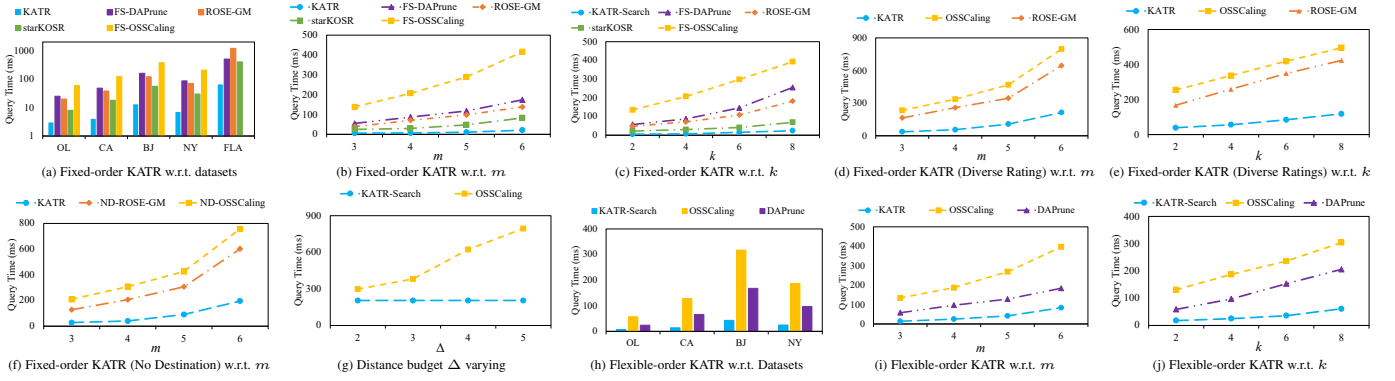 KATR FS-DAPrune ROSE-GM
starKOSR FS-OSSCaling
Query Time (ms)
1000
100
10
1
OL CA BJ NY FLA
(a) Fixed-order KATR w.r.t. datasets
KATR FS-DAPrune ROSE-GM
starKOSR FS-OSSCaling
Query Time (ms)
500
400
300
200
100
0
3 4 5 6
m
(b) Fixed-order KATR w.r.t. m
KATR-Search FS-DAPrune ROSE-GM
starKOSR FS-OSSCaling
Query Time (ms)
500
400
300
200
100
0
2 4 6 8
k
(c) Fixed-order KATR w.r.t. k
KATR OSSCaling ROSE-GM
Query Time (ms)
900
600
300
0
3 4 5 6
m
(d) Fixed-order KATR (Diverse Rating) w.r.t. m
KATR OSSCaling ROSE-GM
Query Time (ms)
600
400
200
0
2 4 6 8
k
(e) Fixed-order KATR (Diverse Ratings) w.r.t. k
KATR ND-ROSE-GM ND-OSSCaling
Query Time (ms)
800
600
400
200
0
3 4 5 6
m
(f) Fixed-order KATR (No Destination) w.r.t. m
KATR-Search OSSCaling
Query Time (ms)
900
600
300
0
2 3 4 5
Δ
(g) Distance budget Δ varying
KATR-Search OSSCaling DAPrune
Query Time (ms)
400
300
200
100
0
OL CA BJ NY
(h) Flexible-order KATR w.r.t. Datasets
KATR OSSCaling DAPrune
Query Time (ms)
500
400
300
200
100
0
3 4 5 6
m
(i) Flexible-order KATR w.r.t. m
KATR-Search OSSCaling DAPrune
Query Time (ms)
400
300
200
100
0
2 4 6 8
k
(j) Flexible-order KATR w.r.t. k